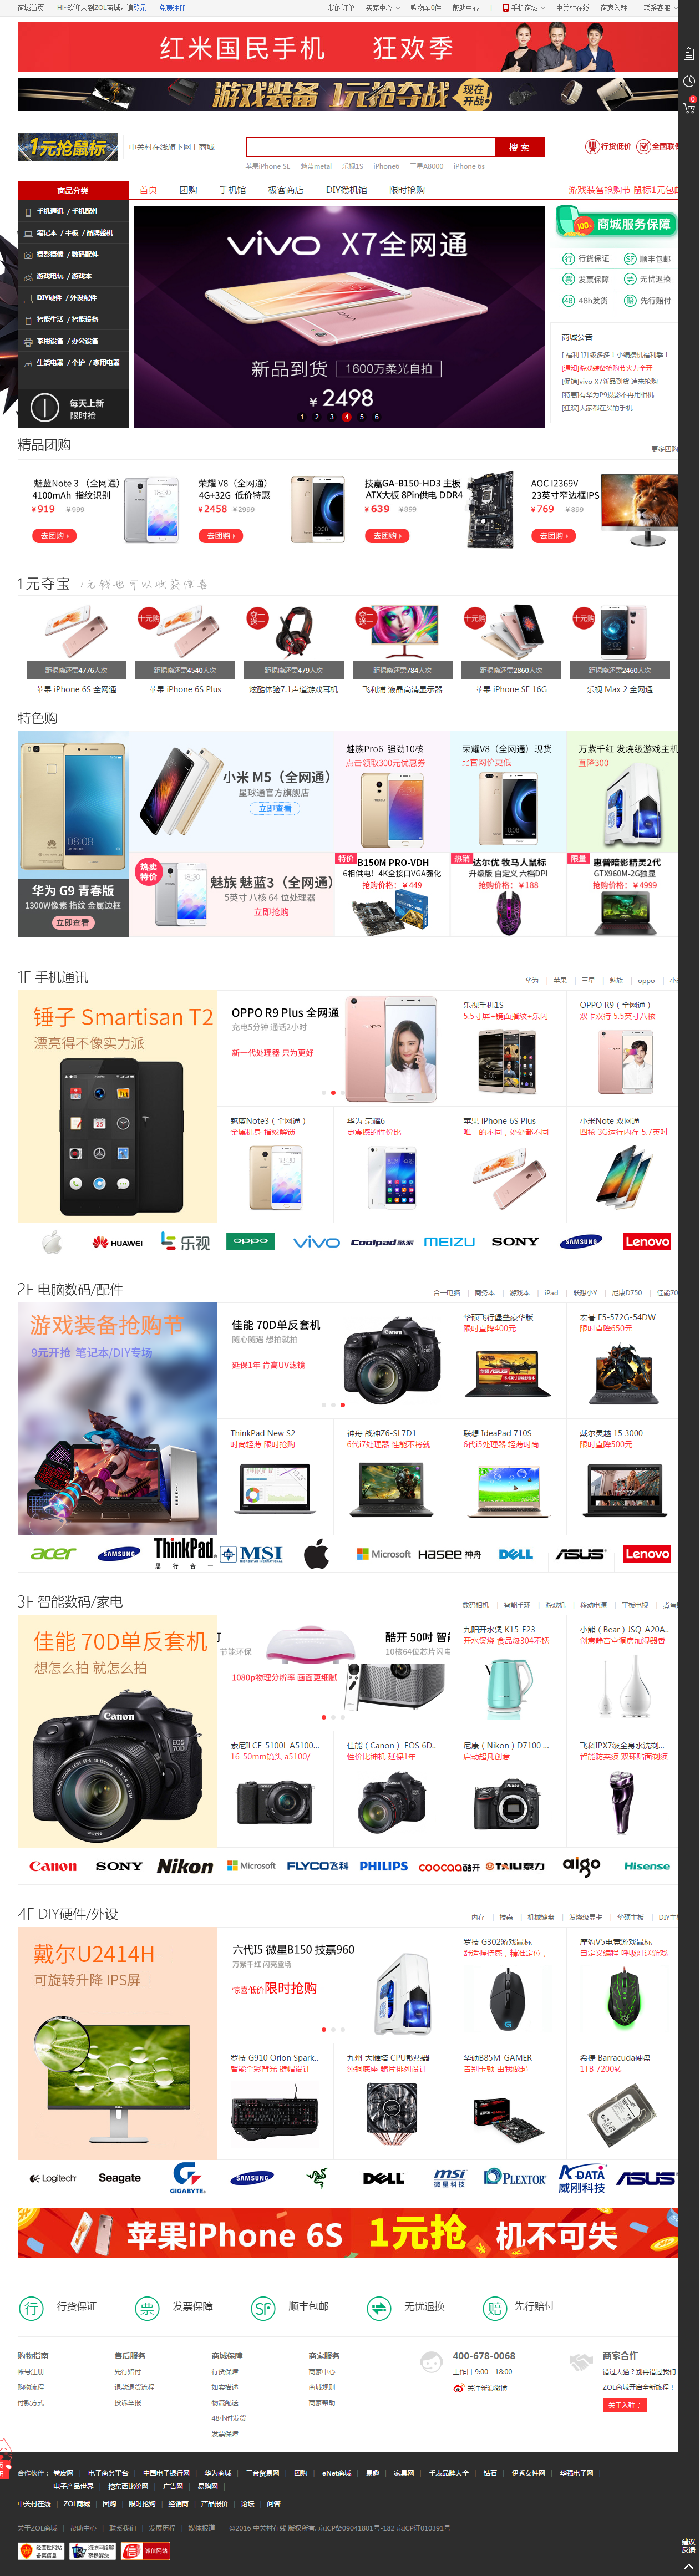 商城首页 Hi~欢迎来到ZOL商城，请登录 免费注册 我的订单 买家中心 购物车0件 帮助中心 手机商城 中关村在线 商家入驻 联系客服
红米国民手机 狂欢季
游戏装备抢购节 现在开战
1元抢鼠标 中关村在线旗下网上商城 搜 索 行货低价 全国联保
苹果iPhone SE 魅蓝metal 乐视1S iPhone6 三星A8000 iPhone 6s
商品分类 首页 团购 手机馆 极客商店 DIY攒机馆 限时抢购 游戏装备抢购节 鼠标1元包邮
手机通讯 / 手机配件
笔记本 / 平板 / 品牌整机
摄影摄像 / 数码配件
游戏电玩 / 游戏本
DIY硬件 / 外设配件
智能生活 / 智能设备
家用设备 / 办公设备
生活电器 / 个护 / 家用电器
每天上新
限时抢
vivo X7全网通
新品到货 1600万柔光自拍
¥ 2498
1 2 3 4 5 6
商城服务保障
行货保证 顺丰包邮
发票保障 无忧退换
48h发货 先行赔付
商城公告
[ 福利 ]升级多多！小编攒机福利季！
[通知]游戏装备抢购节火力全开
[促销]vivo X7新品到货 速来抢购
[特惠]有华为P9摄影不再用相机
[狂欢]大家都在买的手机
精品团购 更多团购
魅蓝Note 3 （全网通）
4100mAh 指纹识别
¥919 ¥999
去团购
荣耀 V8（全网通）
4G+32G 低价特惠
¥2458 ¥2999
去团购
技嘉GA-B150-HD3 主板
ATX大板 8Pin供电 DDR4
¥639 ¥899
去团购
AOC I2369V
23英寸窄边框IPS
¥769 ¥899
去团购
1元夺宝 1元钱也可以收获惊喜
距揭晓还需4776人次 距揭晓还需4540人次 距揭晓还需479人次 距揭晓还需784人次 距揭晓还需2860人次 距揭晓还需2460人次
苹果 iPhone 6S 全网通 苹果 iPhone 6S Plus 炫酷体验7.1声道游戏耳机 飞利浦 液晶高清显示器 苹果 iPhone SE 16G 乐视 Max 2 全网通
特色购
华为 G9 青春版
1300W像素 指纹 金属边框
立即查看
小米 M5（全网通）
星球通官方旗舰店
立即查看
热卖特价
魅族 魅蓝3（全网通）
5英寸 八核 64 位处理器
立即抢购
魅族Pro6 强劲10核
点击领取300元优惠券
荣耀V8（全网通）现货
比官网价更低
万紫千红 发烧级游戏主机
直降300
特价 B150M PRO-VDH
6相供电！4K全接口VGA强化
抢购价格：￥449
热销 达尔优 牧马人鼠标
升级版 自定义 六档DPI
抢购价格：￥188
限量 惠普暗影精灵2代
GTX960M-2G独显
抢购价格：￥4999
1F 手机通讯 华为 苹果 三星 魅族 oppo
锤子 Smartisan T2
漂亮得不像实力派
OPPO R9 Plus 全网通
充电5分钟 通话2小时
新一代处理器 只为更好
乐视手机1S
5.5寸屏+镜面指纹+乐闪
OPPO R9（全网通）
双卡双待 5.5英寸八核
魅蓝Note3（全网通）
金属机身 指纹解锁
华为 荣耀6
更震撼的性价比
苹果 iPhone 6S Plus
唯一的不同，处处都不同
小米Note 双网通
四核 3G运行内存 5.7英吋
HUAWEI 乐视 oppo vivo Coolpad 酷派 MEIZU SONY SAMSUNG Lenovo
2F 电脑数码/配件 二合一电脑 商务本 游戏本 iPad 联想小Y 尼康D750 佳能70
游戏装备抢购节
9元开抢 笔记本/DIY专场
佳能 70D单反套机
随心随遇 想拍就拍
延保1年 肯高UV滤镜
华硕飞行堡垒豪华版
限时直降400元
宏碁 E5-572G-54DW
限时直降650元
ThinkPad New S2
时尚轻薄 限时抢购
神舟 战神Z6-SL7D1
6代i7处理器 性能不将就
联想 IdeaPad 710S
6代i5处理器 轻薄时尚
戴尔灵越 15 3000
限时直降500元
acer SAMSUNG ThinkPad 思行合一 MSI Microsoft Hasee 神舟 DELL ASUS Lenovo
3F 智能数码/家电 数码相机 智能手环 游戏机 移动电源 平板电视
佳能 70D单反套机
想怎么拍 就怎么拍
节能环保
1080p物理分辨率 画面更细腻
酷开 50吋 智能
10核64位芯片闪电
九阳开水煲 K15-F23
开水煲烧 食品级304不锈
小熊（Bear）JSQ-A20A...
创意静音空调房加湿器香
索尼ILCE-5100L A5100...
16-50mm镜头 a5100/
佳能（Canon） EOS 6D...
性价比神机 延保1年
尼康（Nikon）D7100 ...
启动超凡创意
飞科IPX7级全身水洗剃...
智能防夹须 双环贴面剃须
Canon SONY Nikon Microsoft FLYCO飞科 PHILIPS coocaa酷开 TAILI泰力 aigo Hisense
4F DIY硬件/外设 内存 技嘉 机械键盘 发烧级显卡 华硕主板 DIY主机
戴尔U2414H
可旋转升降 IPS屏
六代I5 微星B150 技嘉960
万紫千红 闪亮登场
惊喜低价限时抢购
罗技 G302游戏鼠标
舒适握持感，精准定位，
摩豹V5电竞游戏鼠标
自定义编程 呼吸灯送游戏
罗技 G910 Orion Spark...
智能全彩背光 键帽设计
九州 大雁塔 CPU散热器
纯铜底座 鳍片排列设计
华硕B85M-GAMER
告别卡顿 由我做起
希捷 Barracuda硬盘
1TB 7200转
Logitech Seagate GIGABYTE SAMSUNG DELL msi 微星科技 PLEXTOR A-DATA 威刚科技 ASUS
苹果iPhone 6S 1元抢 机不可失
行货保证 发票保障 顺丰包邮 无忧退换 先行赔付
购物指南 售后服务 商城保障 商家服务 400-678-0068 商家合作
帐号注册 先行赔付 行货保障 商家中心 工作日 9:00 - 18:00 错过天猫？别再错过我们
购物流程 退款退货流程 如实描述 商城规则 关注新浪微博 ZOL商城开启全新旅程！
付款方式 投诉举报 物流配送 商家帮助 关于入驻
48小时发货
发票保障
合作伙伴： 卷皮网 电子商务平台 中国电子银行网 华为商城 三帝贸易网 团购 eNet商城 易趣 家具网 手表品牌大全 钻石 伊秀女性网 华强电子网
电子产品世界 挖东西比价网 广告网 易购网
中关村在线 ZOL商城 团购 限时抢购 经销商 产品报价 论坛 问答
关于ZOL商城 帮助中心 联系我们 发展历程 媒体报道 ©2016 中关村在线 版权所有. 京ICP备09041801号-182 京ICP证010391号
经营性网站备案信息 诚信网站
建议反馈